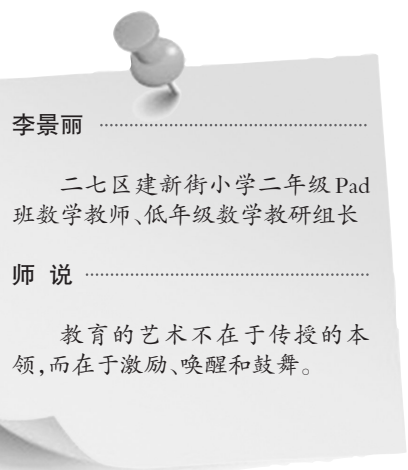 李景丽
二七区建新街小学二年级Pad
班数学教师、低年级数学教研组长
师 说
教育的艺术不在于传授的本
领,而在于激励、唤醒和鼓舞。